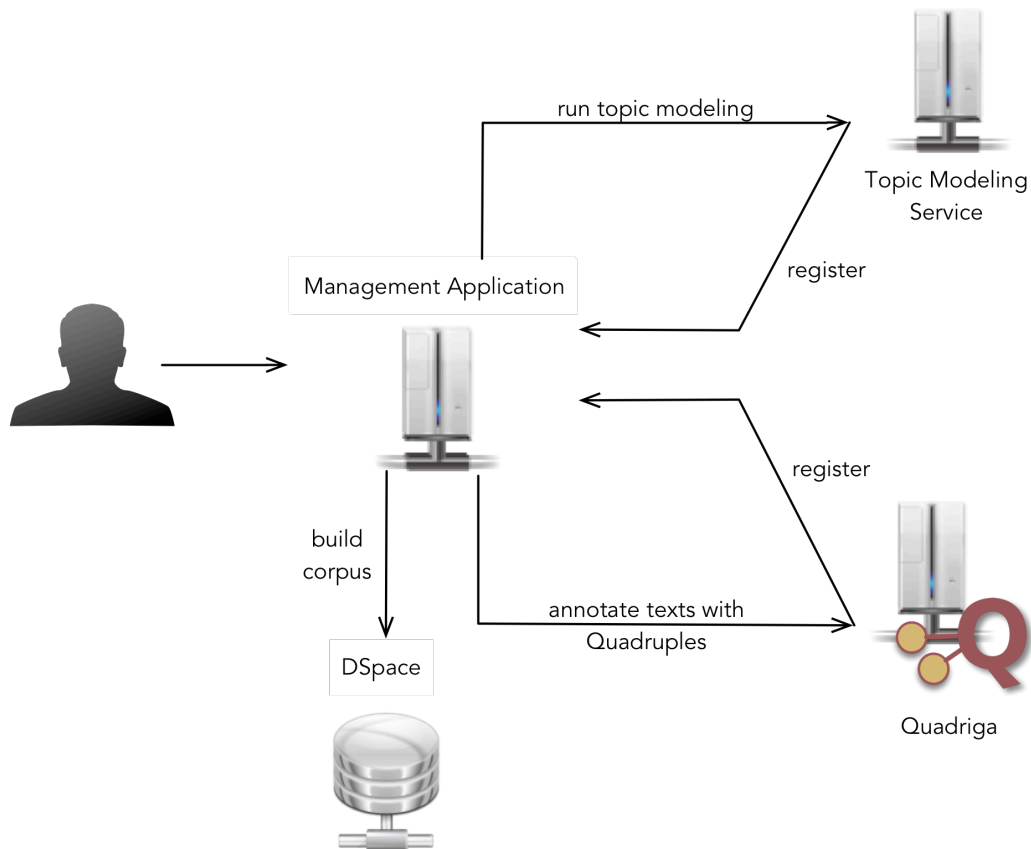 run topic modeling
Topic Modeling
Service
register
Management Application
register
build
corpus
annotate texts with
Quadruples
DSpace
Q
Quadriga